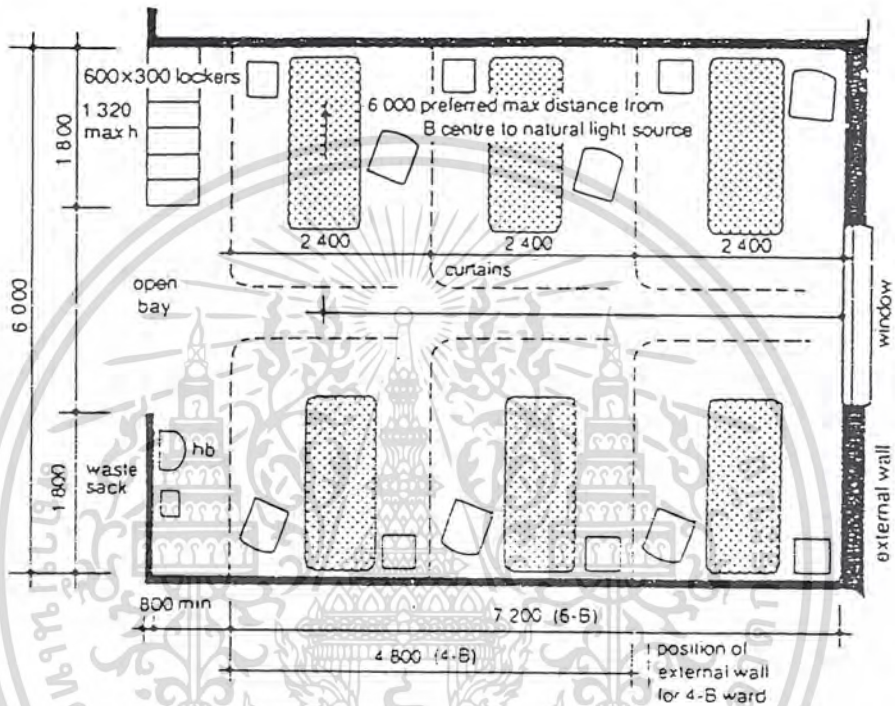 600×300 lockers
1 320
max h
6 000 preferred max distance from
B centre to natural light source
1 800
6 000
2 400
2 400
2 400
curtains
open
bay
window
hb
waste
sack
1 800
external wall
800 min
7 200 (6-B)
4 800 (4-B)
position of
external wall
for 4-B ward